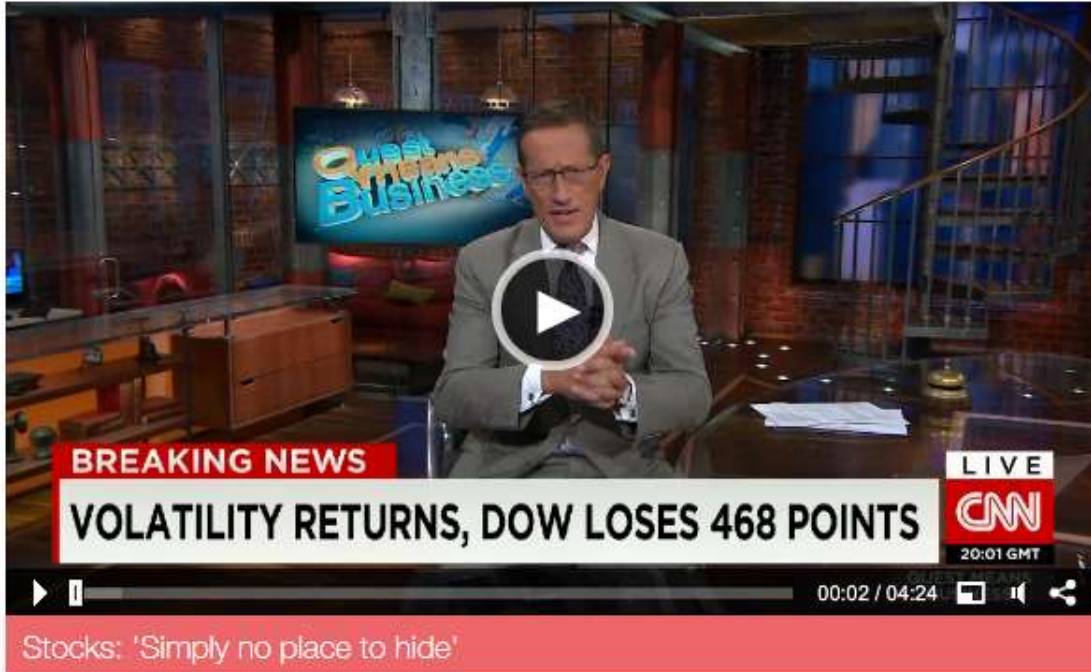 Quest
Means
Business
BREAKING NEWS
VOLATILITY RETURNS, DOW LOSES 468 POINTS
LIVE
CNN
20:01 GMT
00:02 / 04:24
Stocks: 'Simply no place to hide'